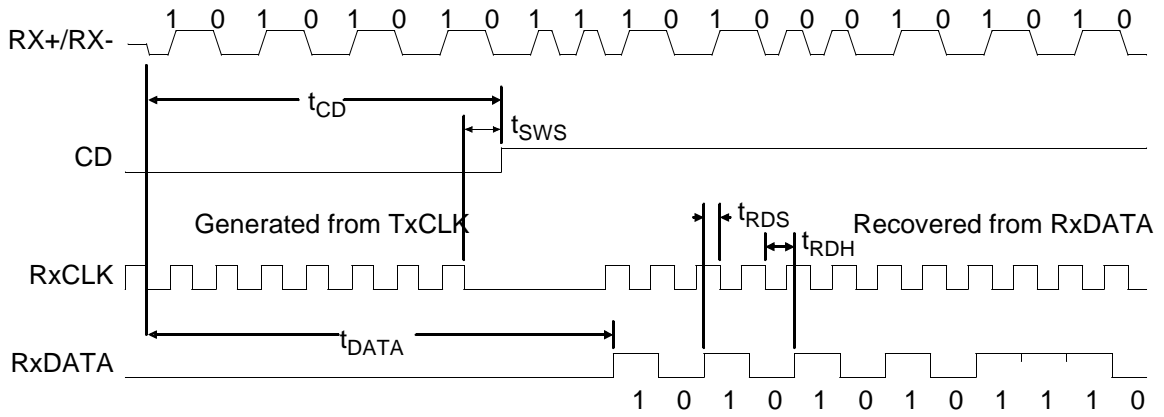 1 0 1 0 1 0 1 0 1 1 1 0 1 0 0 0 1 0 1 0 1 0
RX+/RX-
tCD
tSWS
CD
Generated from TxCLK
tRDS
Recovered from RxDATA
tRDH
RxCLK
tDATA
RxDATA
1 0 1 0 1 0 1 0 1 1 1 0